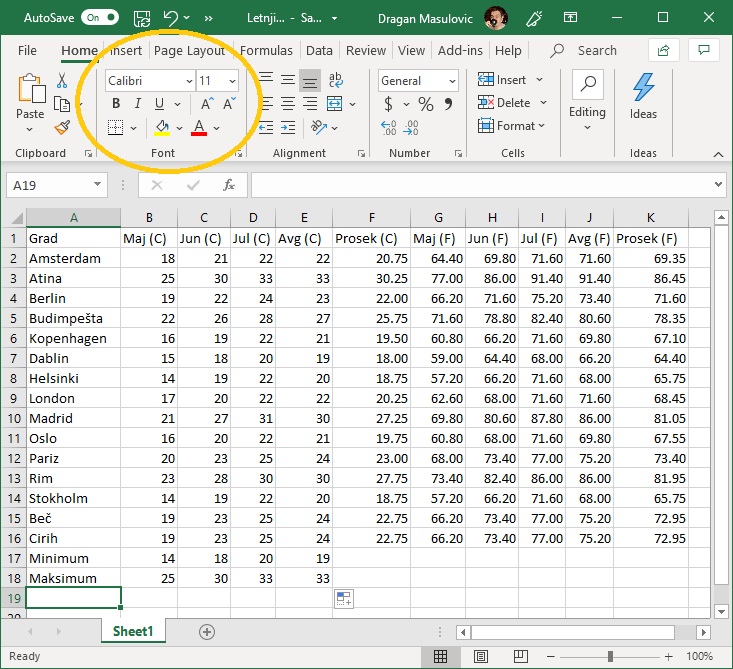 AutoSave On Letnji... - Sa... Dragan Masulovic
File Home Insert Page Layout Formulas Data Review View Add-ins Help Search
Calibri 11 General Insert
Paste B I U A A ab $ % 9 Delete Editing Ideas
A Format
Clipboard Font Alignment Number Cells Ideas
A19 fx
A B C D E F G H I J K
1 Grad Maj (C) Jun (C) Jul (C) Avg (C) Prosek (C) Maj (F) Jun (F) Jul (F) Avg (F) Prosek (F)
2 Amsterdam 18 21 22 22 20.75 64.40 69.80 71.60 71.60 69.35
3 Atina 25 30 33 33 30.25 77.00 86.00 91.40 91.40 86.45
4 Berlin 19 22 24 23 22.00 66.20 71.60 75.20 73.40 71.60
5 Budimpešta 22 26 28 27 25.75 71.60 78.80 82.40 80.60 78.35
6 Kopenhagen 16 19 22 21 19.50 60.80 66.20 71.60 69.80 67.10
7 Dablin 15 18 20 19 18.00 59.00 64.40 68.00 66.20 64.40
8 Helsinki 14 19 22 20 18.75 57.20 66.20 71.60 68.00 65.75
9 London 17 20 22 22 20.25 62.60 68.00 71.60 71.60 68.45
10 Madrid 21 27 31 30 27.25 69.80 80.60 87.80 86.00 81.05
11 Oslo 16 20 22 21 19.75 60.80 68.00 71.60 69.80 67.55
12 Pariz 20 23 25 24 23.00 68.00 73.40 77.00 75.20 73.40
13 Rim 23 28 30 30 27.75 73.40 82.40 86.00 86.00 81.95
14 Stokholm 14 19 22 20 18.75 57.20 66.20 71.60 68.00 65.75
15 Beč 19 23 25 24 22.75 66.20 73.40 77.00 75.20 72.95
16 Cirih 19 23 25 24 22.75 66.20 73.40 77.00 75.20 72.95
17 Minimum 14 18 20 19
18 Maksimum 25 30 33 33
19
20
Sheet1
Ready 100%